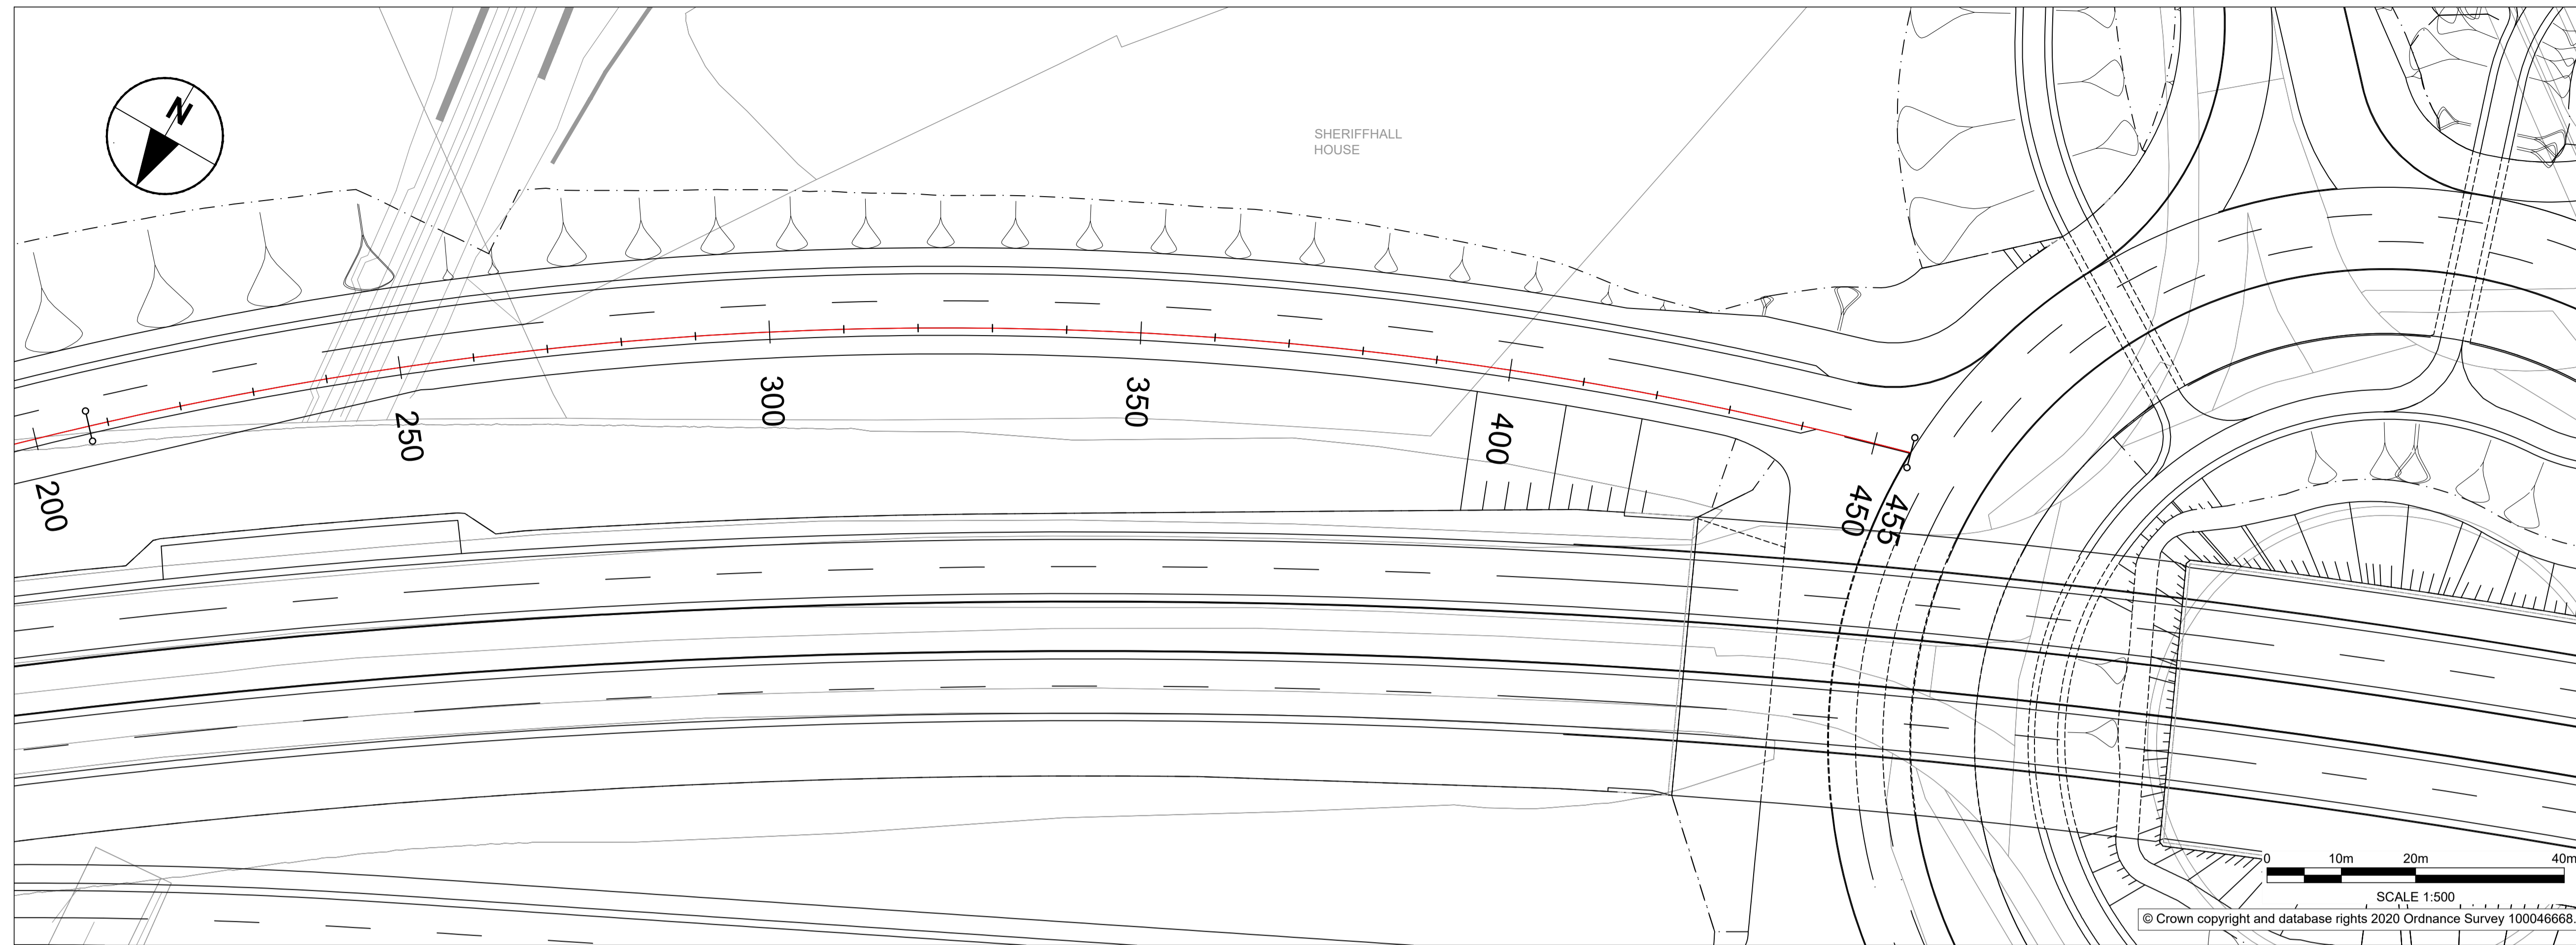 N
SHERIFFHALL
HOUSE
200
250
300
350
400
450
455
0 10m 20m 40m
SCALE 1:500
© Crown copyright and database rights 2020 Ordnance Survey 100046668.